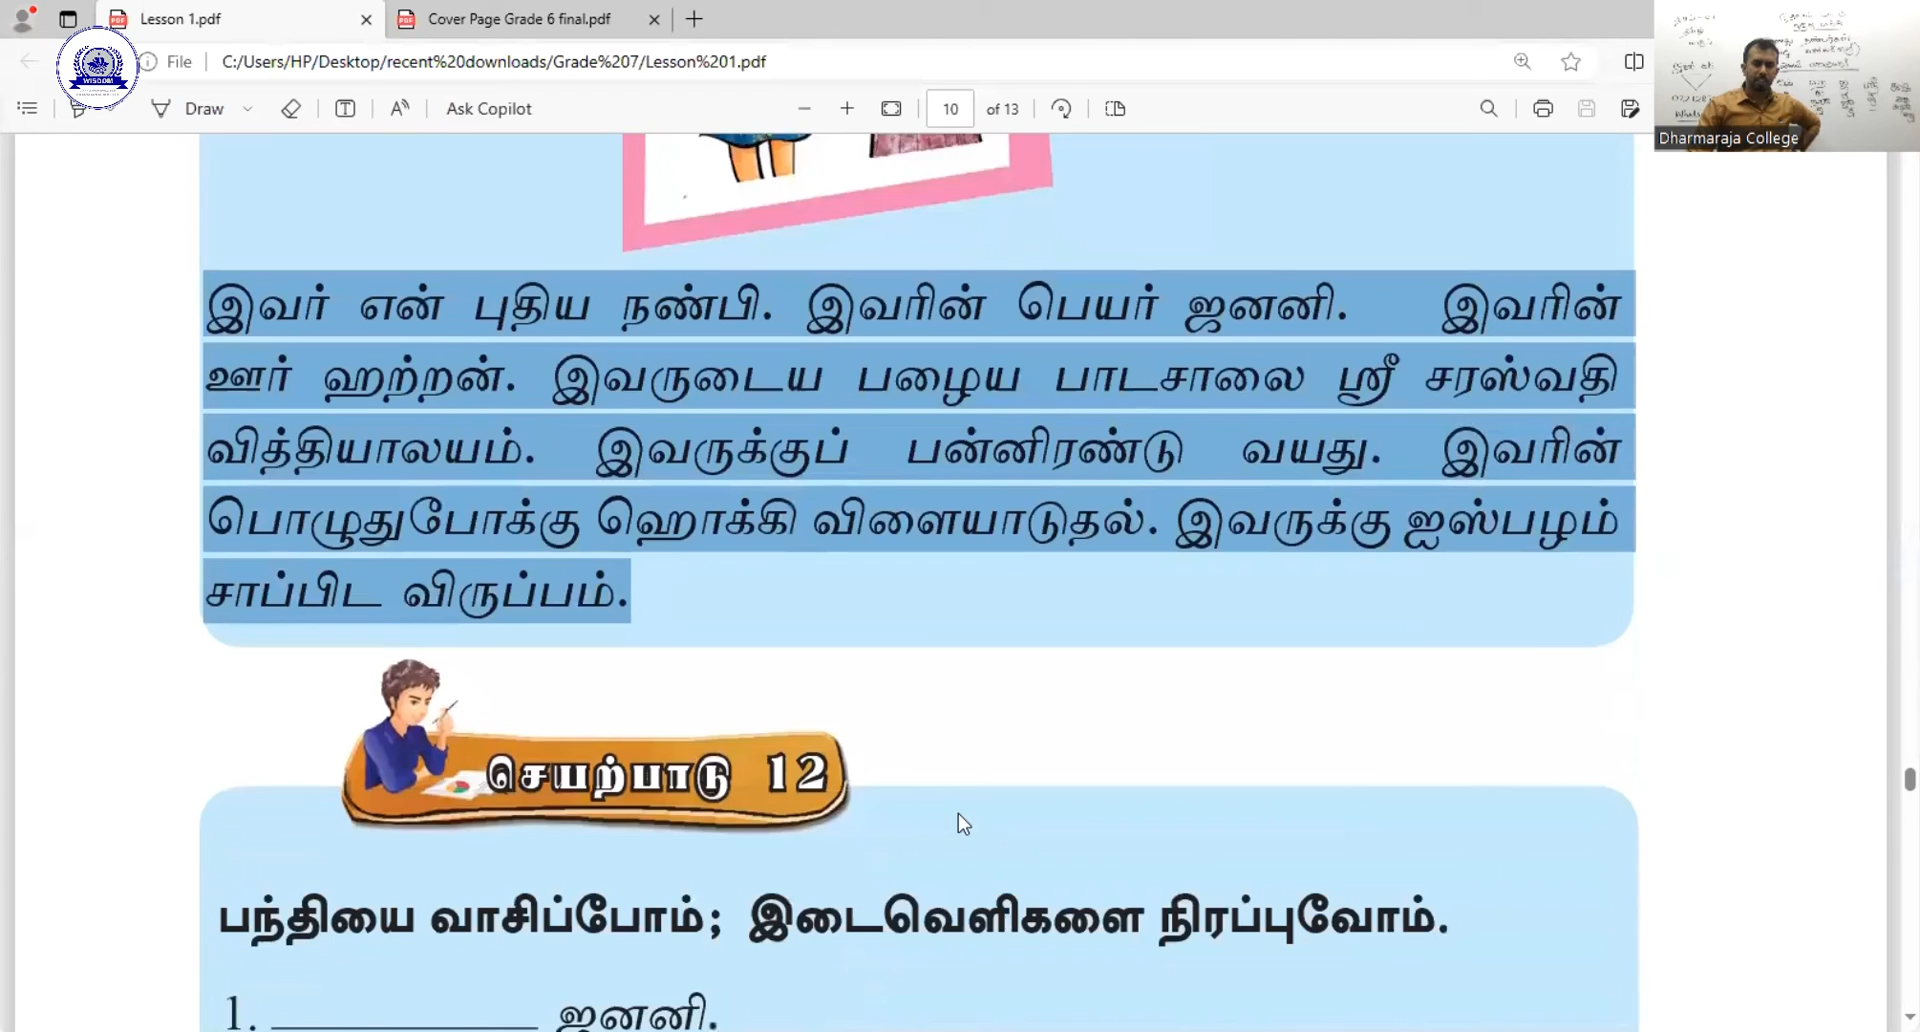 Lesson 1.pdf
Cover Page Grade 6 final.pdf
WISDOM
File
C:/Users/HP/Desktop/recent%20downloads/Grade%207/Lesson%201.pdf
Draw
Ask Copilot
10 of 13
Dharmaraja College
இவர் என் புதிய நண்பி. இவரின் பெயர் ஜனனி. இவரின்
ஊர் ஹற்றன். இவருடைய பழைய பாடசாலை ஸ்ரீ சரஸ்வதி
வித்தியாலயம். இவருக்குப் பன்னிரண்டு வயது. இவரின்
பொழுதுபோக்கு ஹொக்கி விளையாடுதல். இவருக்கு ஐஸ்பழம்
சாப்பிட விருப்பம்.
செயற்பாடு 12
பந்தியை வாசிப்போம்; இடைவெளிகளை நிரப்புவோம்.
1. ____________ ஜனனி.